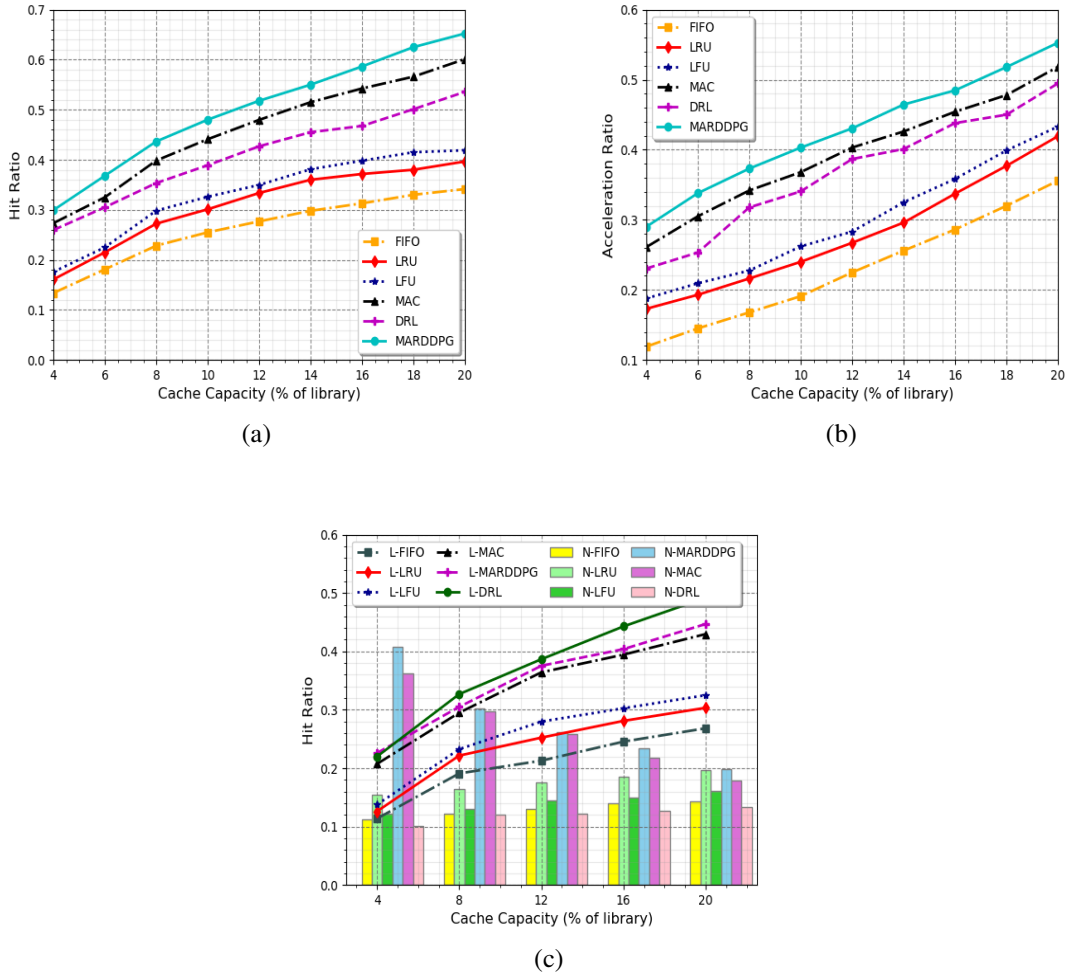 0.7
0.6
0.5
0.4
0.3
0.2
0.1
0.0
Hit Ratio
FIFO
LRU
LFU
MAC
DRL
MARDDPG
4 6 8 10 12 14 16 18 20
Cache Capacity (% of library)
(a)
0.6
0.5
0.4
0.3
0.2
0.1
Acceleration Ratio
FIFO
LRU
LFU
MAC
DRL
MARDDPG
4 6 8 10 12 14 16 18 20
Cache Capacity (% of library)
(b)
0.6
0.5
0.4
0.3
0.2
0.1
0.0
Hit Ratio
L-FIFO L-MAC N-FIFO N-MARDDPG
L-LRU L-MARDDPG N-LRU N-MAC
L-LFU L-DRL N-LFU N-DRL
4 8 12 16 20
Cache Capacity (% of library)
(c)